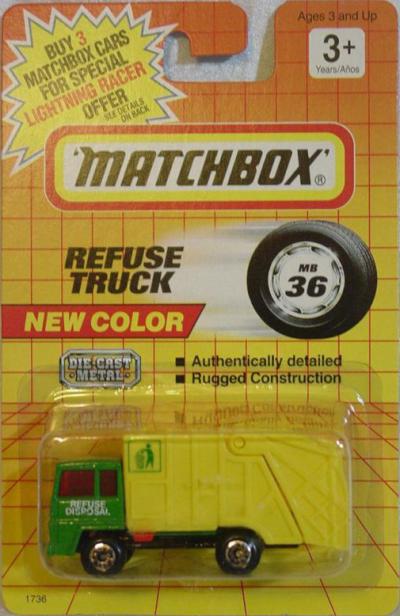 BUY 3
MATCHBOX CARS
FOR SPECIAL
LIGHTNING RACER
OFFER
SEE DETAILS
ON BACK
Ages 3 and Up
3+
Years/Años
'MATCHBOX'®
REFUSE
TRUCK
MB
36
NEW COLOR
DIE-CAST
METAL
■ Authentically detailed
■ Rugged Construction
REFUSE
DISPOSAL
1736